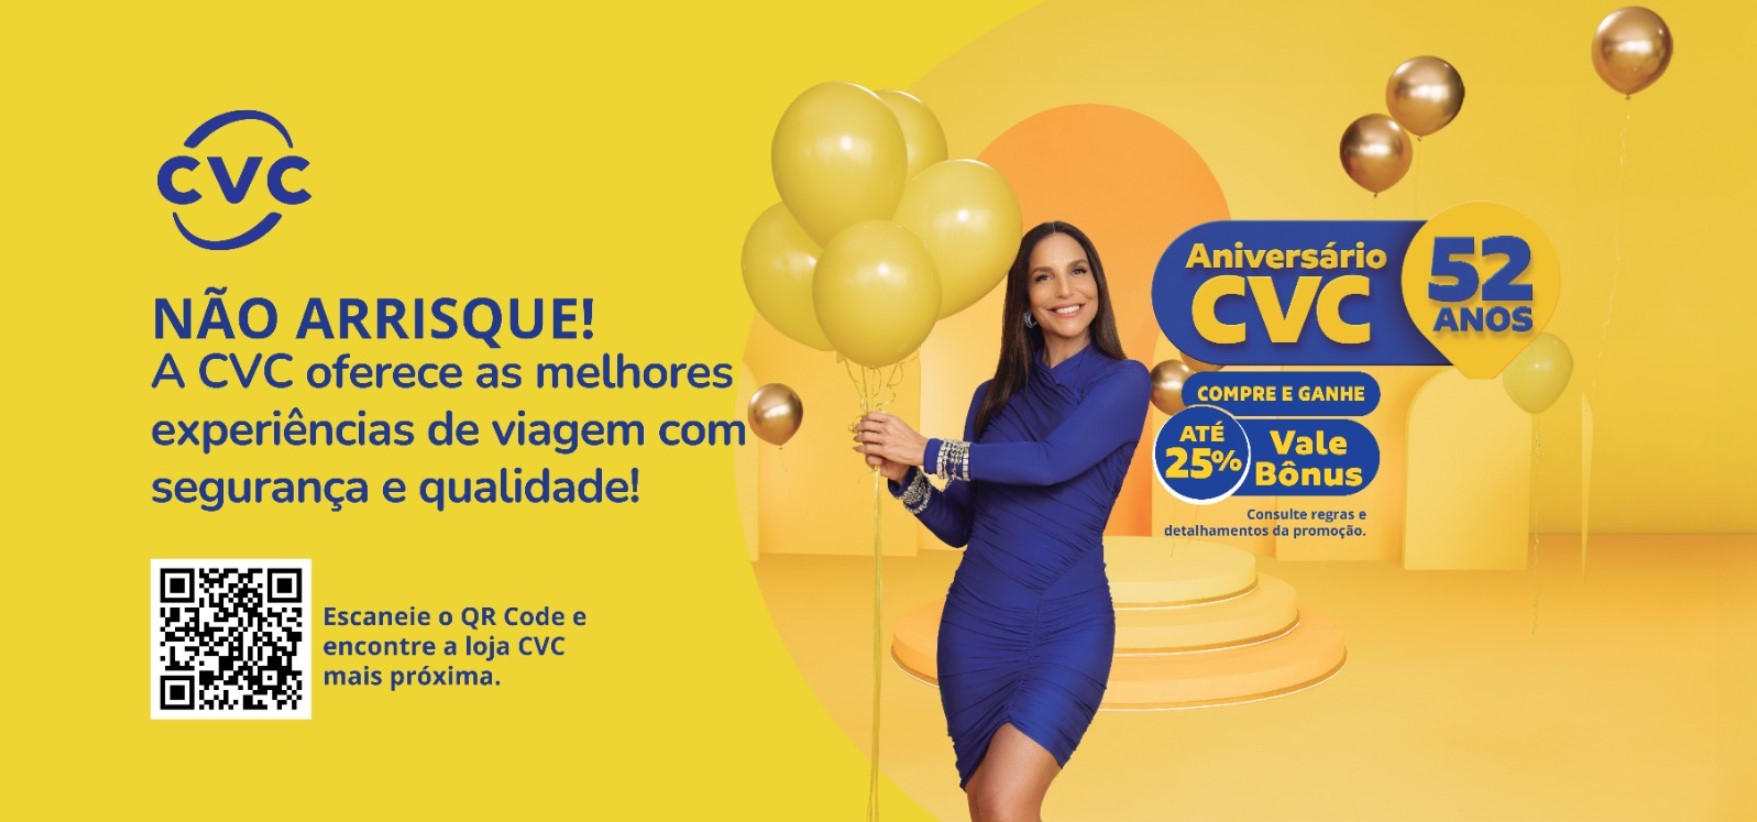 CVC
NÃO ARRISQUE!
A CVC oferece as melhores
experiências de viagem com
segurança e qualidade!
Escaneie o QR Code e
encontre a loja CVC
mais próxima.
Aniversário
CVC
52
ANOS
COMPRE E GANHE
ATÉ
25%
Vale
Bônus
Consulte regras e
detalhamentos da promoção.